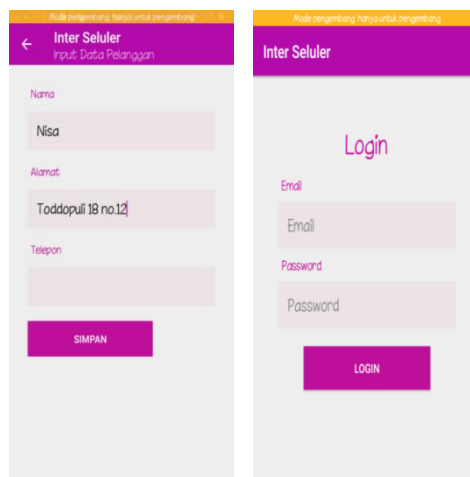 Mode pengembang: hanya untuk pengembang
Inter Seluler
Input Data Pelanggan
Nama
Nisa
Alamat
Toddopuli 18 no.12
Telepon
SIMPAN
Mode pengembang: hanya untuk pengembang
Inter Seluler
Login
Email
Email
Password
Password
LOGIN